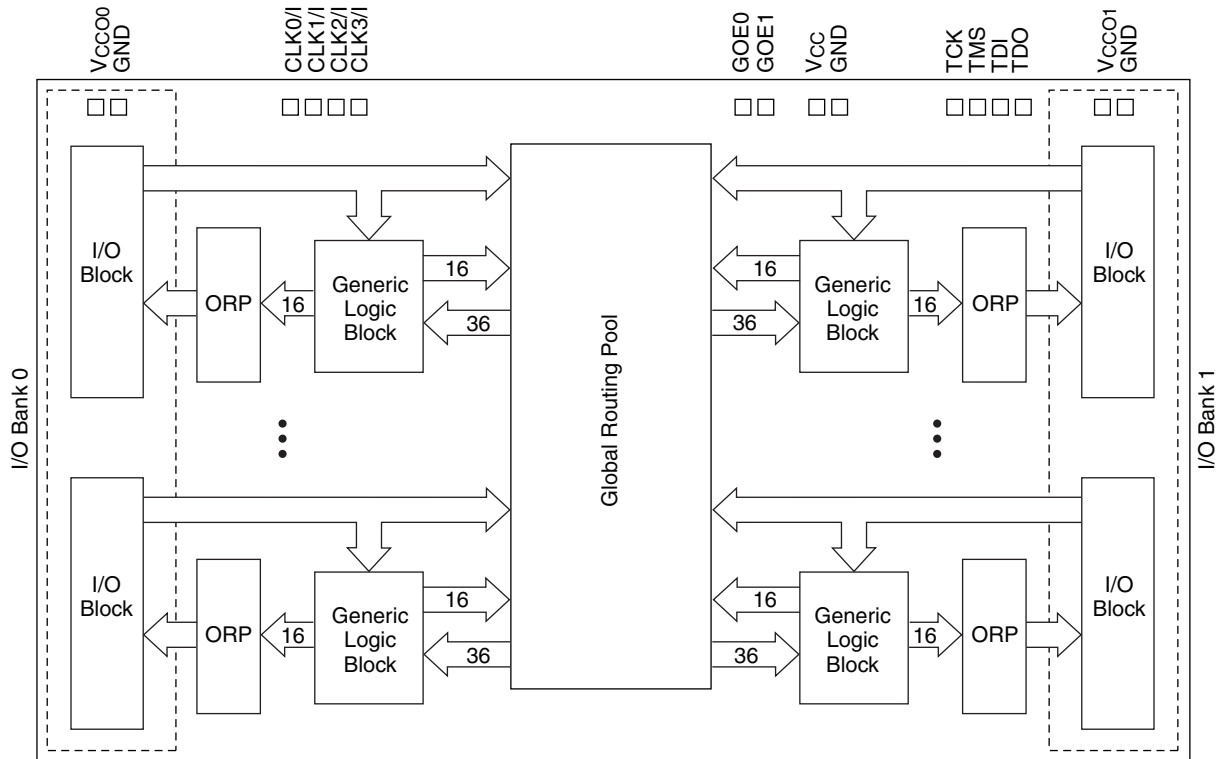 VCCO0
GND
CLK0/I
CLK1/I
CLK2/I
CLK3/I
GOE0
GOE1
VCC
GND
TCK
TMS
TDI
TDO
VCCO1
GND
I/O Bank 0
I/O
Block
ORP
16
Generic
Logic
Block
16
36
Global Routing Pool
16
36
Generic
Logic
Block
16
ORP
I/O
Block
I/O Bank 1
I/O
Block
ORP
16
Generic
Logic
Block
16
36
16
36
Generic
Logic
Block
16
ORP
I/O
Block